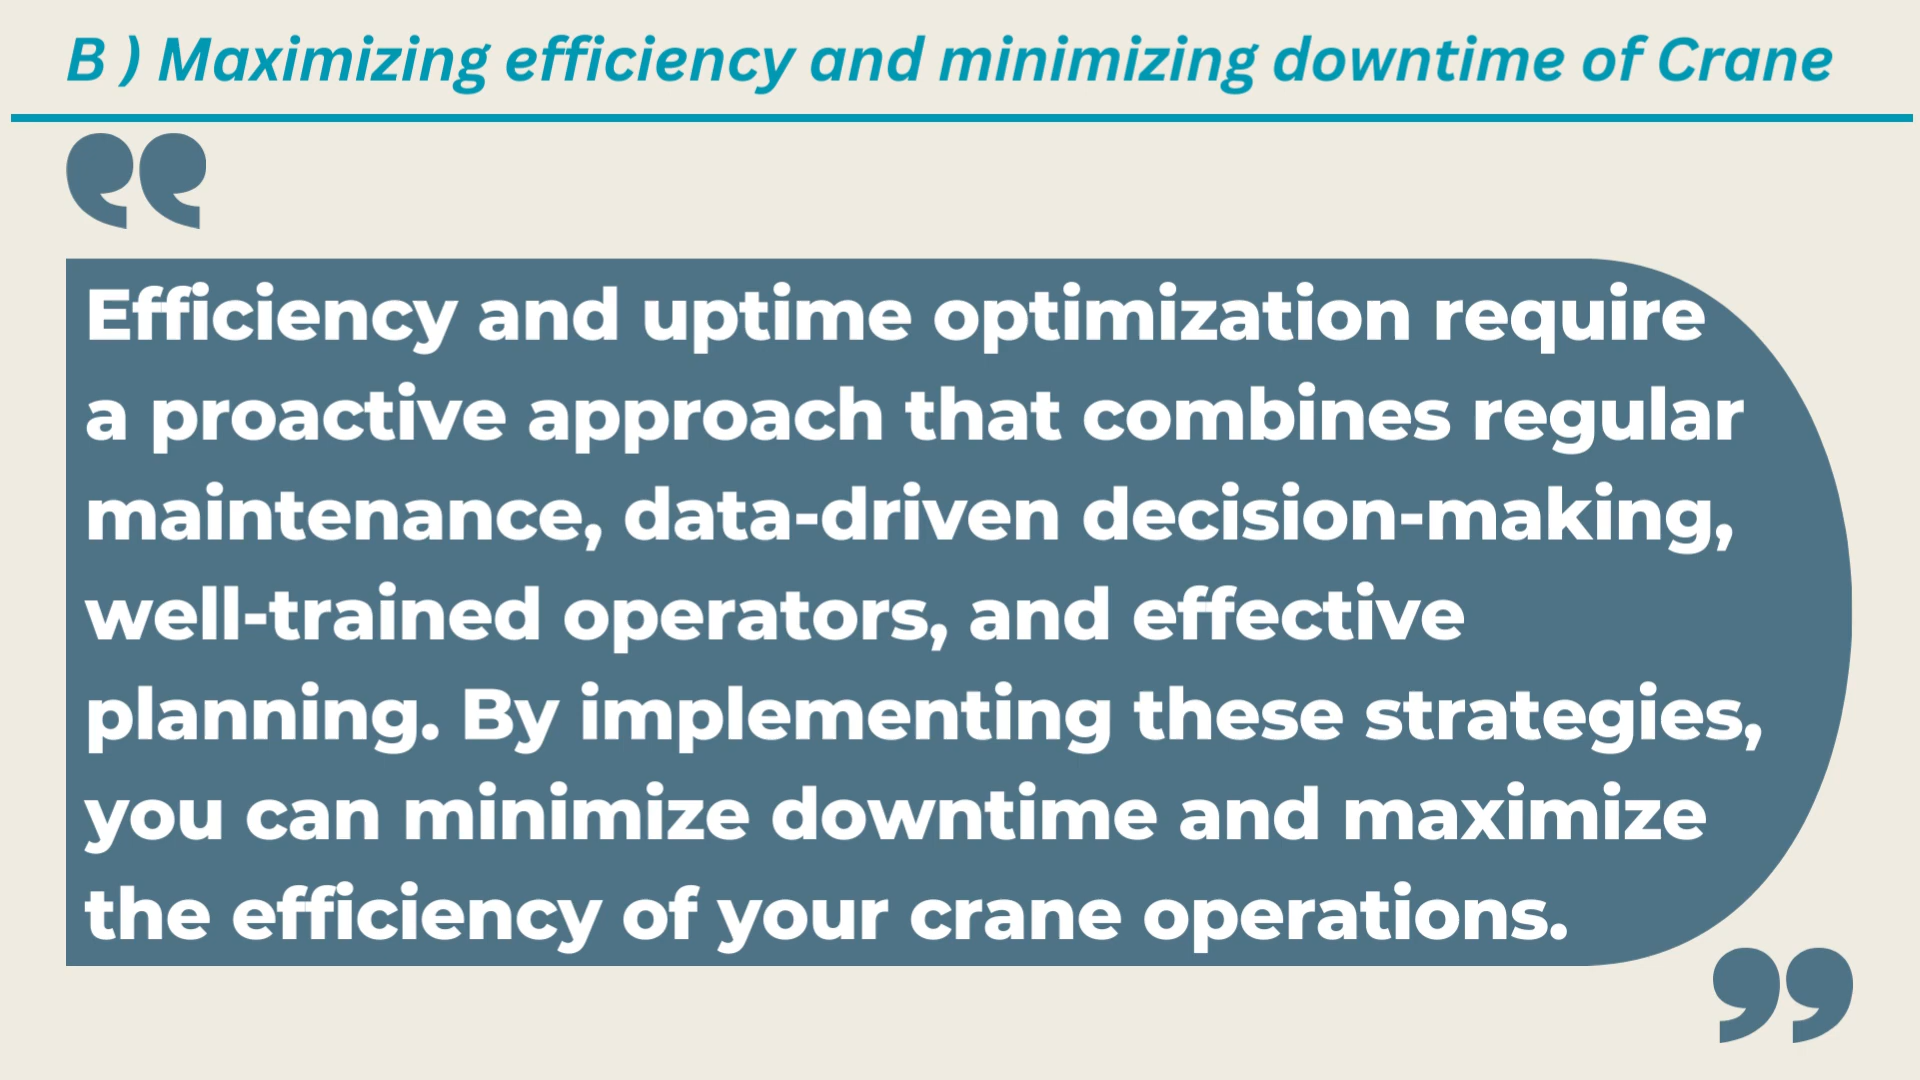 B ) Maximizing efficiency and minimizing downtime of Crane
Efficiency and uptime optimization require
a proactive approach that combines regular
maintenance, data-driven decision-making,
well-trained operators, and effective
planning. By implementing these strategies,
you can minimize downtime and maximize
the efficiency of your crane operations.